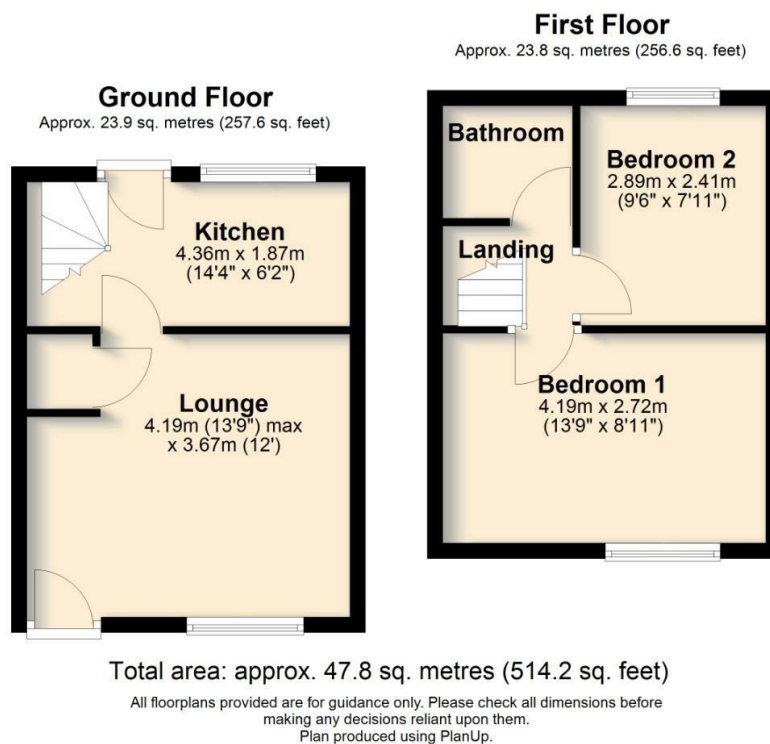 Ground Floor
Approx. 23.9 sq. metres (257.6 sq. feet)
Kitchen
4.36m x 1.87m
(14'4" x 6'2")
Lounge
4.19m (13'9") max
x 3.67m (12')
First Floor
Approx. 23.8 sq. metres (256.6 sq. feet)
Bathroom
Bedroom 2
2.89m x 2.41m
(9'6" x 7'11")
Landing
Bedroom 1
4.19m x 2.72m
(13'9" x 8'11")
Total area: approx. 47.8 sq. metres (514.2 sq. feet)
All floorplans provided are for guidance only. Please check all dimensions before
making any decisions reliant upon them.
Plan produced using PlanUp.